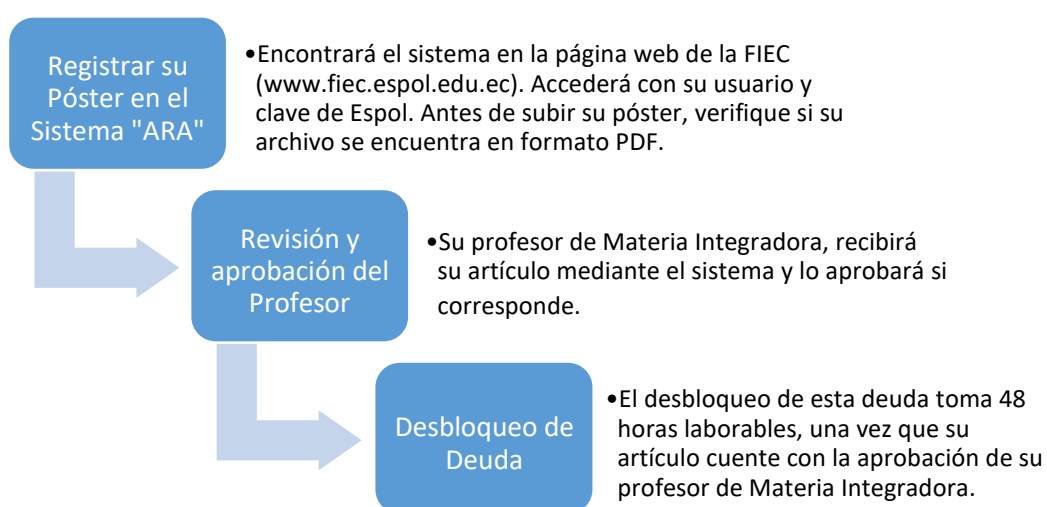 Registrar su
Póster en el
Sistema "ARA"
•Encontrará el sistema en la página web de la FIEC
(www.fiec.espol.edu.ec). Accederá con su usuario y
clave de Espol. Antes de subir su póster, verifique si su
archivo se encuentra en formato PDF.
Revisión y
aprobación del
Profesor
•Su profesor de Materia Integradora, recibirá
su artículo mediante el sistema y lo aprobará si
corresponde.
Desbloqueo de
Deuda
•El desbloqueo de esta deuda toma 48
horas laborables, una vez que su
artículo cuente con la aprobación de su
profesor de Materia Integradora.